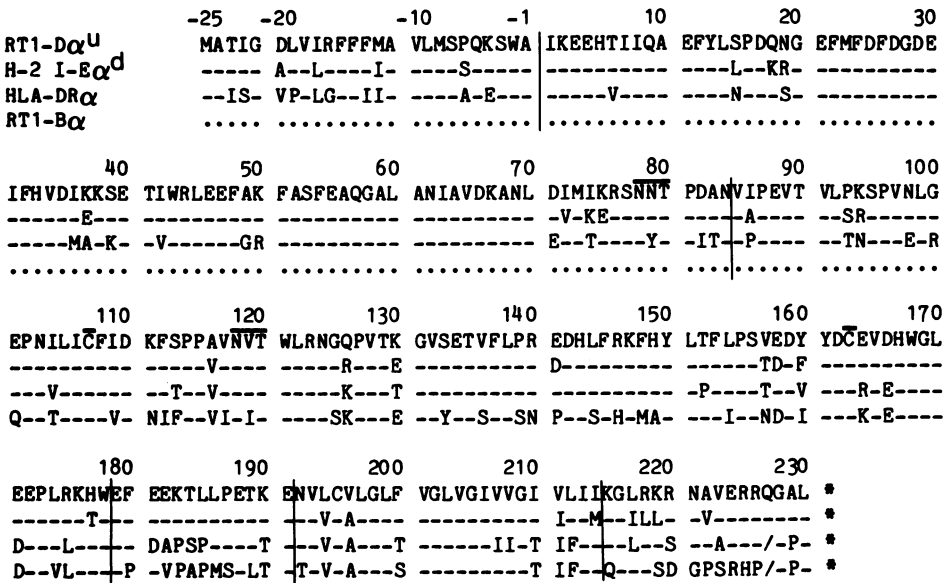 -25 -20 -10 -1 10 20 30
RT1-Dαᵘ MATIG DLVIRFFFMA VLMSPQKSWA IKEEHTIIQA EFYLSPDQNG EFMFDFDGDE
H-2 I-Eαᵈ ----- A--L----I- ----S----- ---------- -----L--KR ----------
HLA-DRα --IS- VP-LG--II- ----A-E--- ------V--- -----N--S- ----------
RT1-Bα ..... .......... .......... .......... .......... ..........
40 50 60 70 80 90 100
IFHVDIKKSE TIWRLEEFAK FASFEAQGAL ANIAVDKANL DIMIKRSNNT PDANVIPEVT VLPKSPVNLG
------E--- ---------- ---------- ---------- -V-KE----- -----A---- ---SR-----
-----MA-K- -V------GR ---------- ---------- E--T----Y- --IT-P---- ---TN---E-R
.......... .......... .......... .......... .......... .......... ..........
110 120 130 140 150 160 170
EPNILICFID KFSPPAVNVT WLRNGQPVTK GVSETVFLPR EDHLFRKFHY LTFLPSVEDY YDCEVDHWGL
---------- ------V--- -----R---E ---------- D--------- ------TD-F ----------
---V------ ---T--V--- -----K---T ---------- ---------- --P---T--V ----R-E---
Q--T----V- NIF--VI-I- ----SK---E --Y--S--SN P--S-H-MA- ---I--ND-I ----K-E---
180 190 200 210 220 230
EEPLRKHWEF EEKTLLPETK ENVLCVLGLF VGLVGIVVGI VLIIKGLRKR NAVERRQGAL *
------T--- ---------- ---V-A---- ---------- I--M--ILL- --V------- *
D---L----- DAPSP----T ---V-A---T ------II-T IF----L--S --A---/-P- *
D---VL---P -VPAPMS-LT T--V-A---S ---------T IF--Q---SD GPSRHP/-P- *